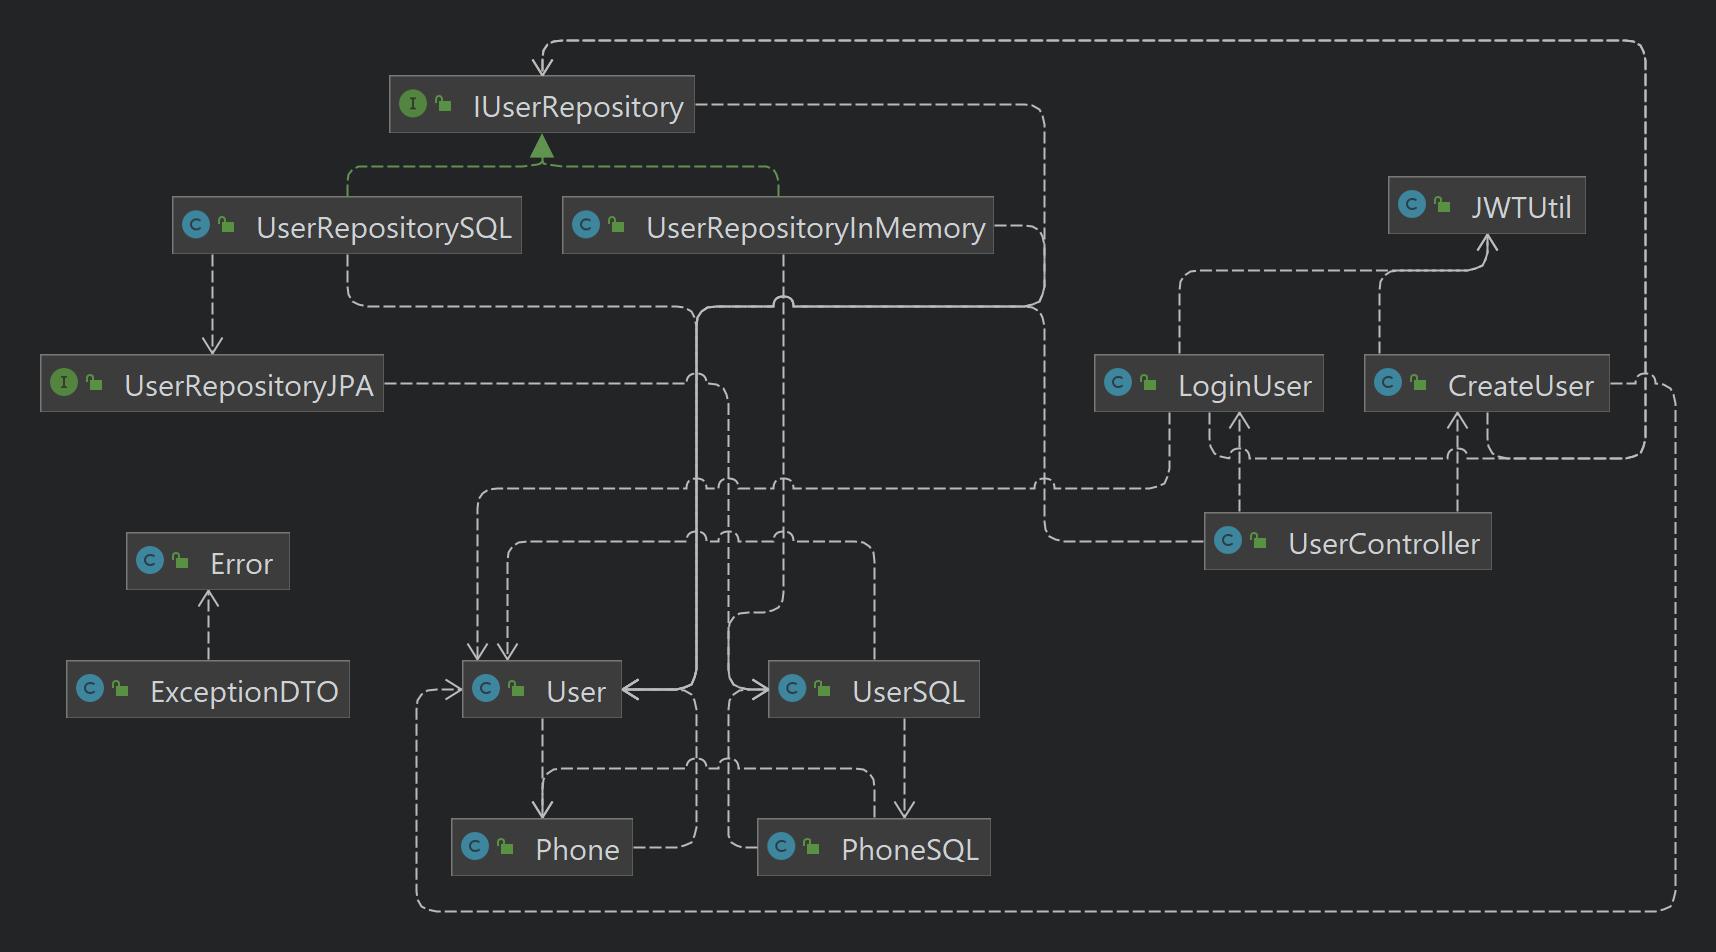 I IUserRepository
C UserRepositorySQL
C UserRepositoryInMemory
C JWTUtil
I UserRepositoryJPA
C LoginUser
C CreateUser
C Error
C UserController
C ExceptionDTO
C User
C UserSQL
C Phone
C PhoneSQL